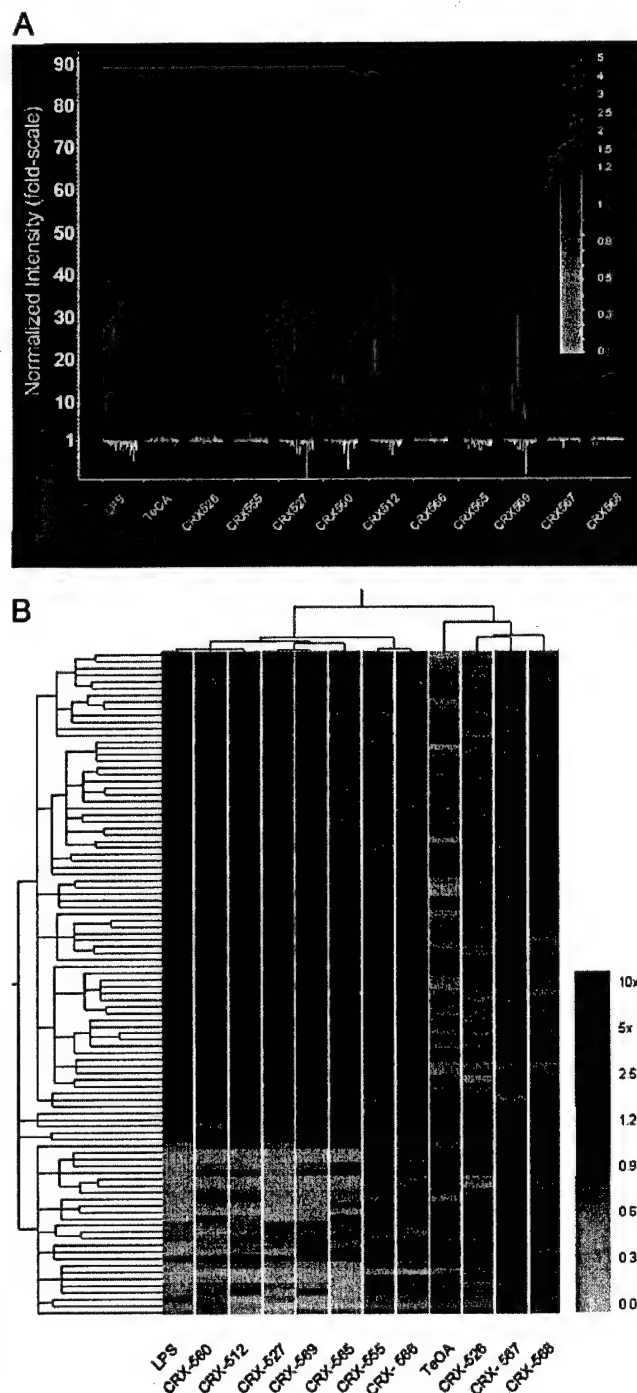 A
Normalized Intensity (fold-scale)
90
80
70
60
50
40
30
20
10
1
5
4
3
2.5
2
1.5
1.2
1
0.8
0.5
0.3
LPS
TeOA
CRX526
CRX555
CRX527
CRX560
CRX512
CRX566
CRX565
CRX569
CRX567
CRX568
B
10x
5x
2.5
1.2
0.9
0.6
0.3
0.0
LPS
CRX-560
CRX-512
CRX-527
CRX-569
CRX-565
CRX-555
CRX-566
TeOA
CRX-526
CRX-567
CRX-568